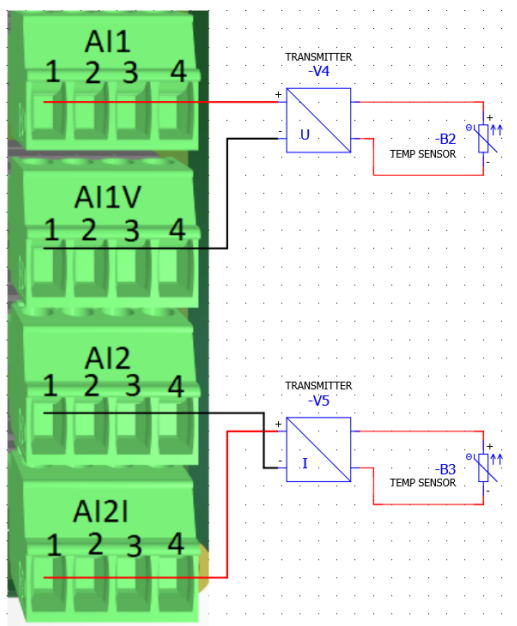 AI1
1 2 3 4
TRANSMITTER
-V4
+
-
U
+
-B2
TEMP SENSOR
-
AI1V
1 2 3 4
AI2
1 2 3 4
TRANSMITTER
-V5
+
-
I
+
-B3
TEMP SENSOR
-
AI2I
1 2 3 4